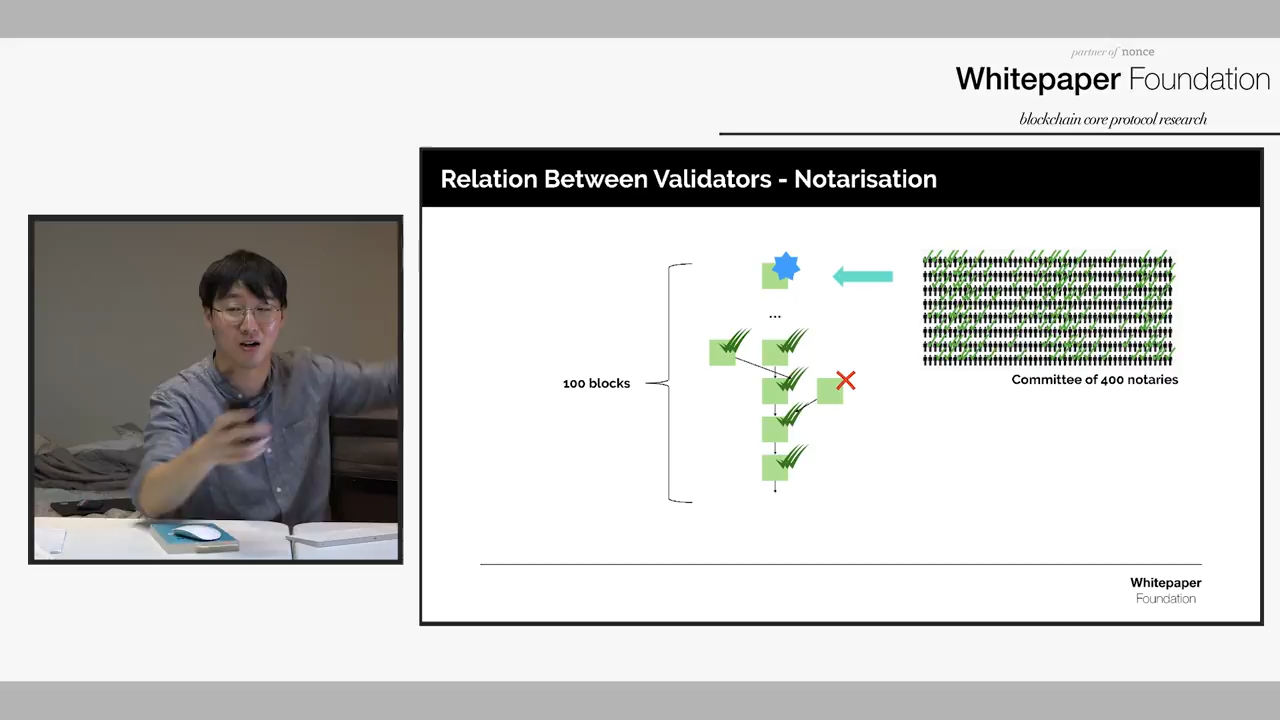 partner of nonce
Whitepaper Foundation
blockchain core protocol research
Relation Between Validators - Notarisation
...
100 blocks
Committee of 400 notaries
Whitepaper
Foundation